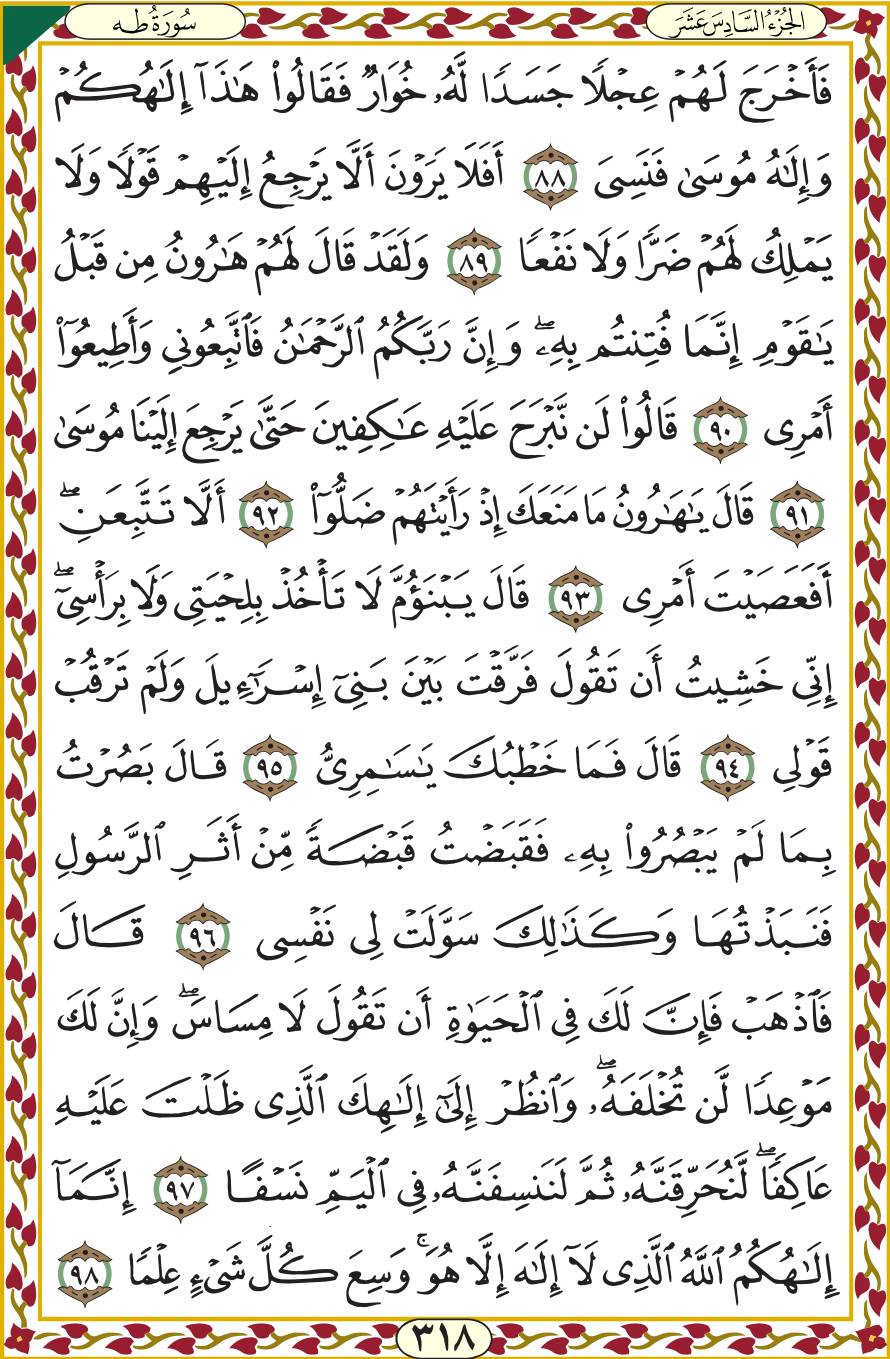 الجُزْءُ السَّادِسَ عَشَرَ
سُورَةُ طه
فَأَخْرَجَ لَهُمْ عِجْلًا جَسَدًا لَّهُۥ خُوَارٌ فَقَالُوا۟ هَٰذَآ إِلَٰهُكُمْ
وَإِلَٰهُ مُوسَىٰ فَنَسِىَ ٨٨ أَفَلَا يَرَوْنَ أَلَّا يَرْجِعُ إِلَيْهِمْ قَوْلًا وَلَا
يَمْلِكُ لَهُمْ ضَرًّا وَلَا نَفْعًا ٨٩ وَلَقَدْ قَالَ لَهُمْ هَٰرُونُ مِن قَبْلُ
يَٰقَوْمِ إِنَّمَا فُتِنتُم بِهِۦۖ وَإِنَّ رَبَّكُمُ ٱلرَّحْمَٰنُ فَٱتَّبِعُونِى وَأَطِيعُوٓا۟
أَمْرِى ٩٠ قَالُوا۟ لَن نَّبْرَحَ عَلَيْهِ عَٰكِفِينَ حَتَّىٰ يَرْجِعَ إِلَيْنَا مُوسَىٰ
٩١ قَالَ يَٰهَٰرُونُ مَا مَنَعَكَ إِذْ رَأَيْتَهُمْ ضَلُّوٓا۟ ٩٢ أَلَّا تَتَّبِعَنِۖ
أَفَعَصَيْتَ أَمْرِى ٩٣ قَالَ يَبْنَؤُمَّ لَا تَأْخُذْ بِلِحْيَتِى وَلَا بِرَأْسِىٓۖ
إِنِّى خَشِيتُ أَن تَقُولَ فَرَّقْتَ بَيْنَ بَنِىٓ إِسْرَٰٓءِيلَ وَلَمْ تَرْقُبْ
قَوْلِى ٩٤ قَالَ فَمَا خَطْبُكَ يَٰسَٰمِرِىُّ ٩٥ قَالَ بَصُرْتُ
بِمَا لَمْ يَبْصُرُوا۟ بِهِۦ فَقَبَضْتُ قَبْضَةً مِّنْ أَثَرِ ٱلرَّسُولِ
فَنَبَذْتُهَا وَكَذَٰلِكَ سَوَّلَتْ لِى نَفْسِى ٩٦ قَالَ
فَٱذْهَبْ فَإِنَّ لَكَ فِى ٱلْحَيَوٰةِ أَن تَقُولَ لَا مِسَاسَۖ وَإِنَّ لَكَ
مَوْعِدًا لَّن تُخْلَفَهُۥۖ وَٱنظُرْ إِلَىٰٓ إِلَٰهِكَ ٱلَّذِى ظَلْتَ عَلَيْهِ
عَاكِفًاۖ لَّنُحَرِّقَنَّهُۥ ثُمَّ لَنَنسِفَنَّهُۥ فِى ٱلْيَمِّ نَسْفًا ٩٧ إِنَّمَآ
إِلَٰهُكُمُ ٱللَّهُ ٱلَّذِى لَآ إِلَٰهَ إِلَّا هُوَۚ وَسِعَ كُلَّ شَىْءٍ عِلْمًا ٩٨
٣١٨